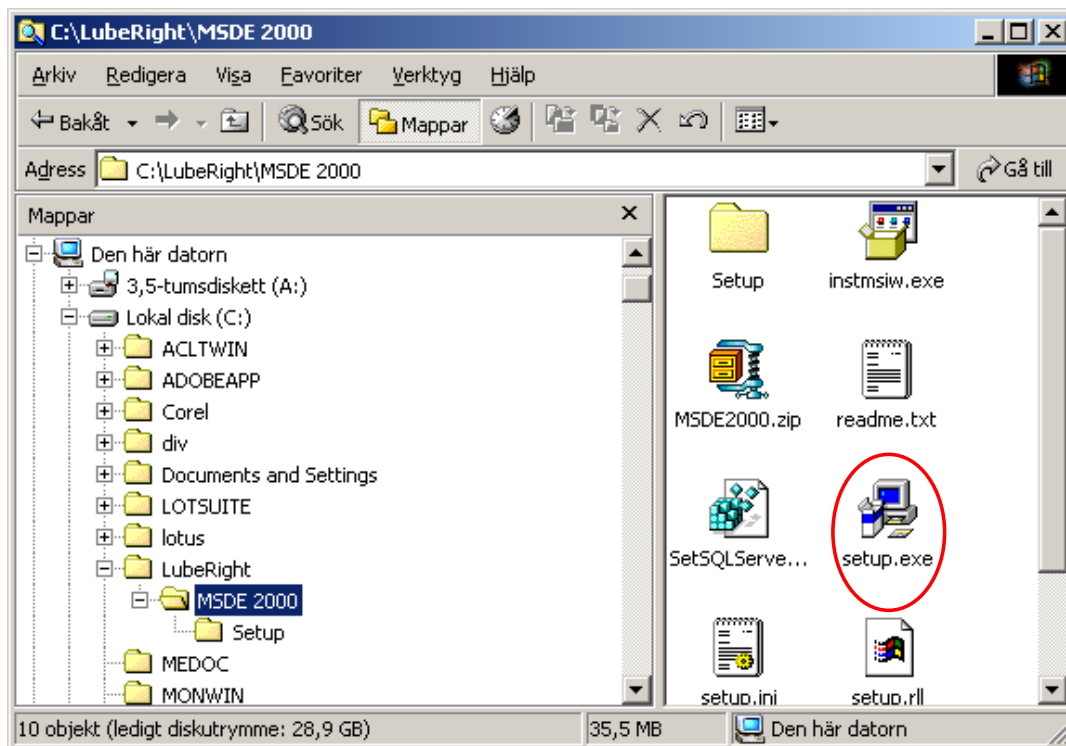 C:\LubeRight\MSDE 2000
Arkiv Redigera Visa Favoriter Verktyg Hjälp
Bakåt Sök Mappar
Adress C:\LubeRight\MSDE 2000 Gå till
Mappar
Den här datorn
3,5-tumsdiskett (A:)
Lokal disk (C:)
ACLTWIN
ADOBEAPP
Corel
div
Documents and Settings
LOTSUITE
lotus
LubeRight
MSDE 2000
Setup
MEDOC
MONWIN
Setup instmsiw.exe
MSDE2000.zip readme.txt
SetSQLServe... setup.exe
setup.ini setup.rll
10 objekt (ledigt diskutrymme: 28,9 GB) 35,5 MB Den här datorn